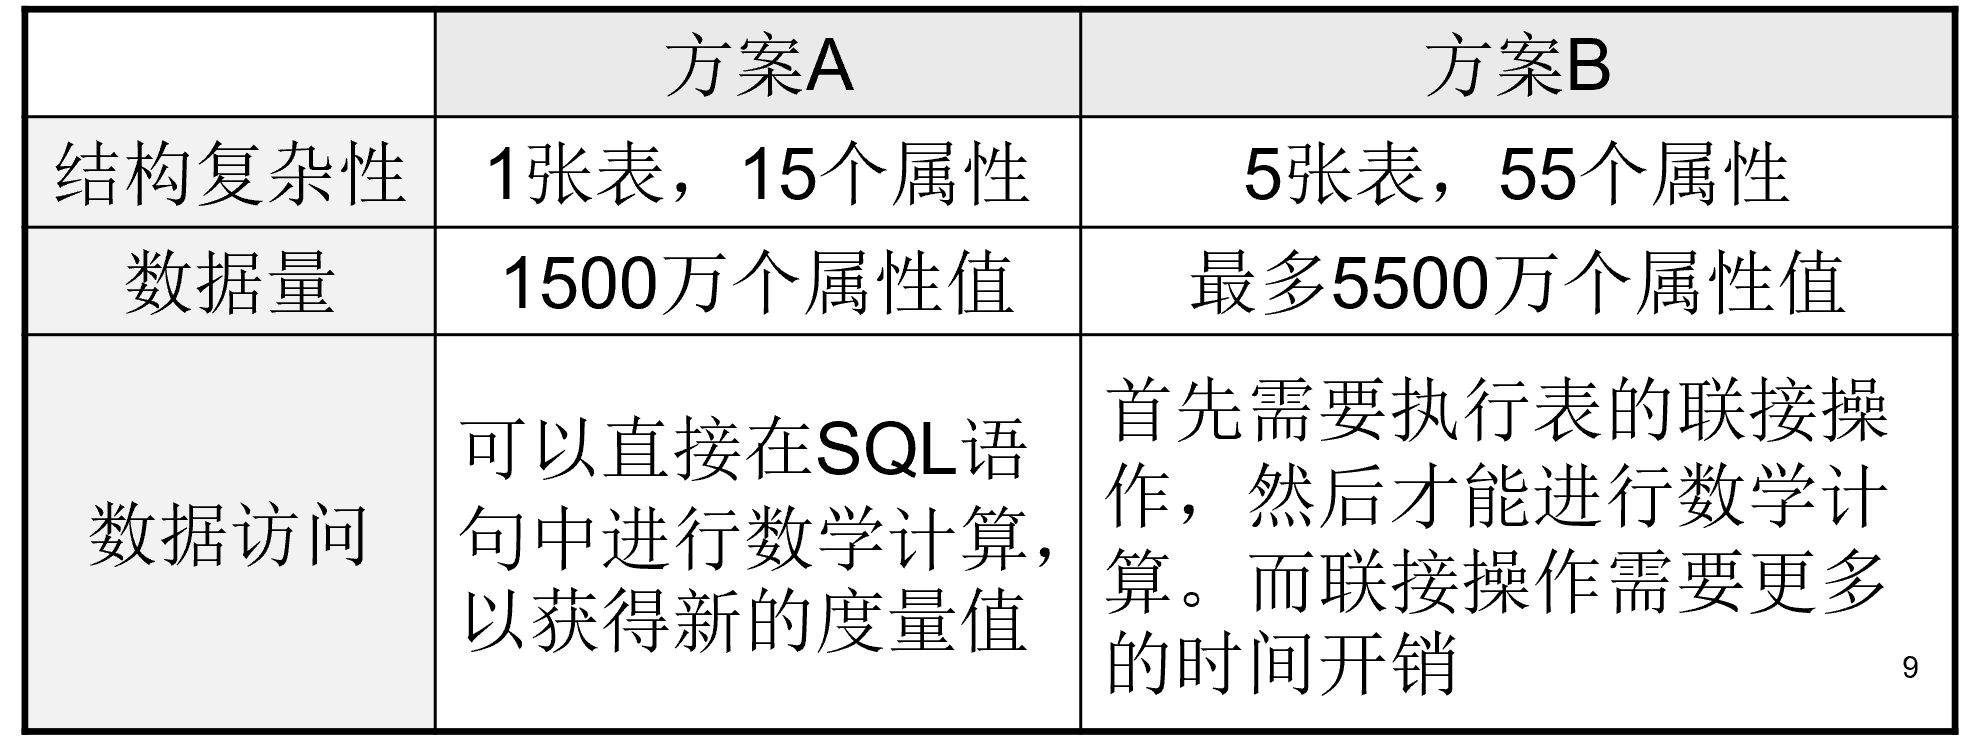 方案A
方案B
结构复杂性
1张表，15个属性
5张表，55个属性
数据量
1500万个属性值
最多5500万个属性值
数据访问
可以直接在SQL语
句中进行数学计算，
以获得新的度量值
首先需要执行表的联接操
作，然后才能进行数学计
算。而联接操作需要更多
的时间开销
9